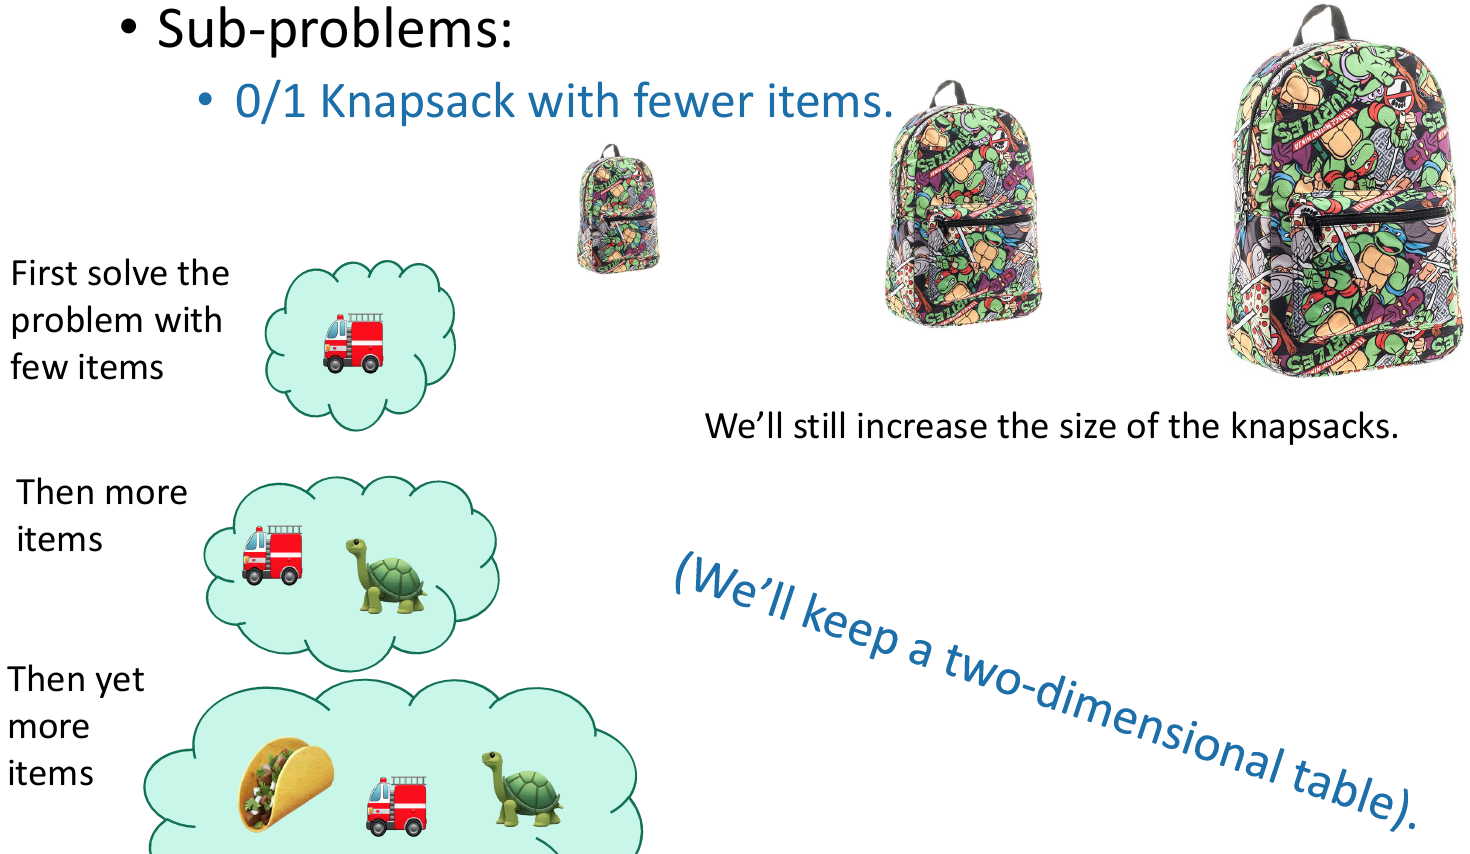 • Sub-problems:
• 0/1 Knapsack with fewer items.
First solve the
problem with
few items
We’ll still increase the size of the knapsacks.
Then more
items
(We’ll keep a two-dimensional table).
Then yet
more
items